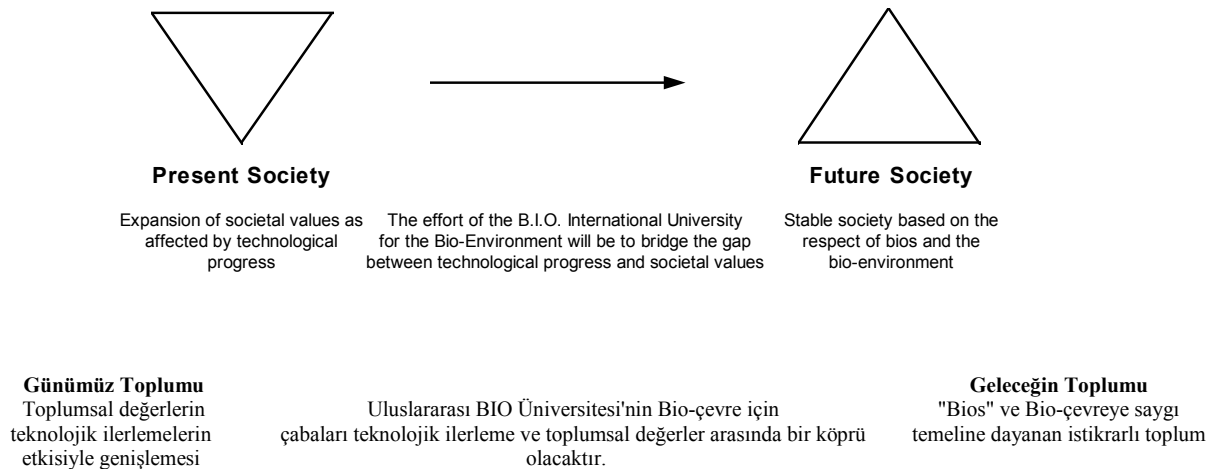 Present Society
Future Society
Expansion of societal values as
affected by technological
progress
The effort of the B.I.O. International University
for the Bio-Environment will be to bridge the gap
between technological progress and societal values
Stable society based on the
respect of bios and the
bio-environment
Günümüz Toplumu
Toplumsal değerlerin
teknolojik ilerlemelerin
etkisiyle genişlemesi
Uluslararası BIO Üniversitesi'nin Bio-çevre için
çabaları teknolojik ilerleme ve toplumsal değerler arasında bir köprü
olacaktır.
Geleceğin Toplumu
"Bios" ve Bio-çevreye saygı
temeline dayanan istikrarlı toplum